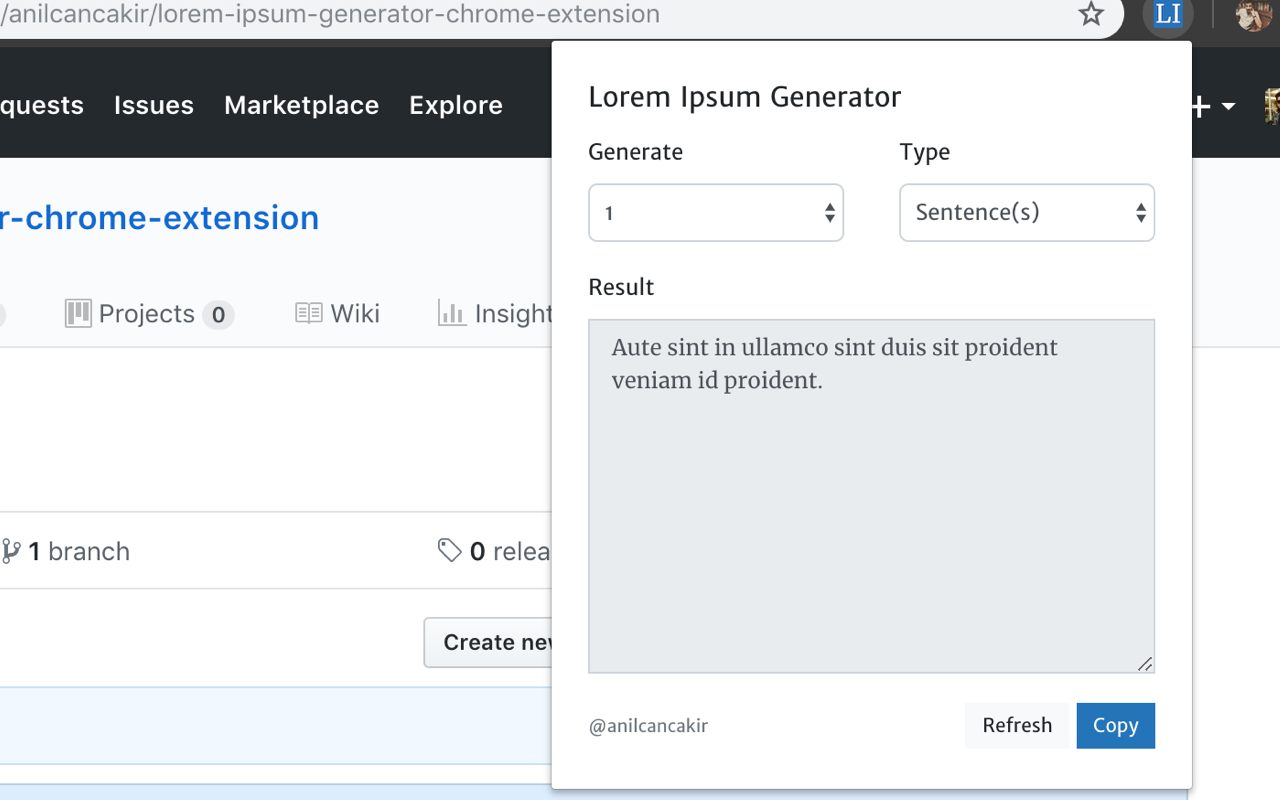 /anilcancakir/lorem-ipsum-generator-chrome-extension
LI
quests Issues Marketplace Explore
r-chrome-extension
Projects 0 Wiki Insight
1 branch 0 relea
Create new
Lorem Ipsum Generator
Generate Type
1 Sentence(s)
Result
Aute sint in ullamco sint duis sit proident
veniam id proident.
@anilcancakir Refresh Copy